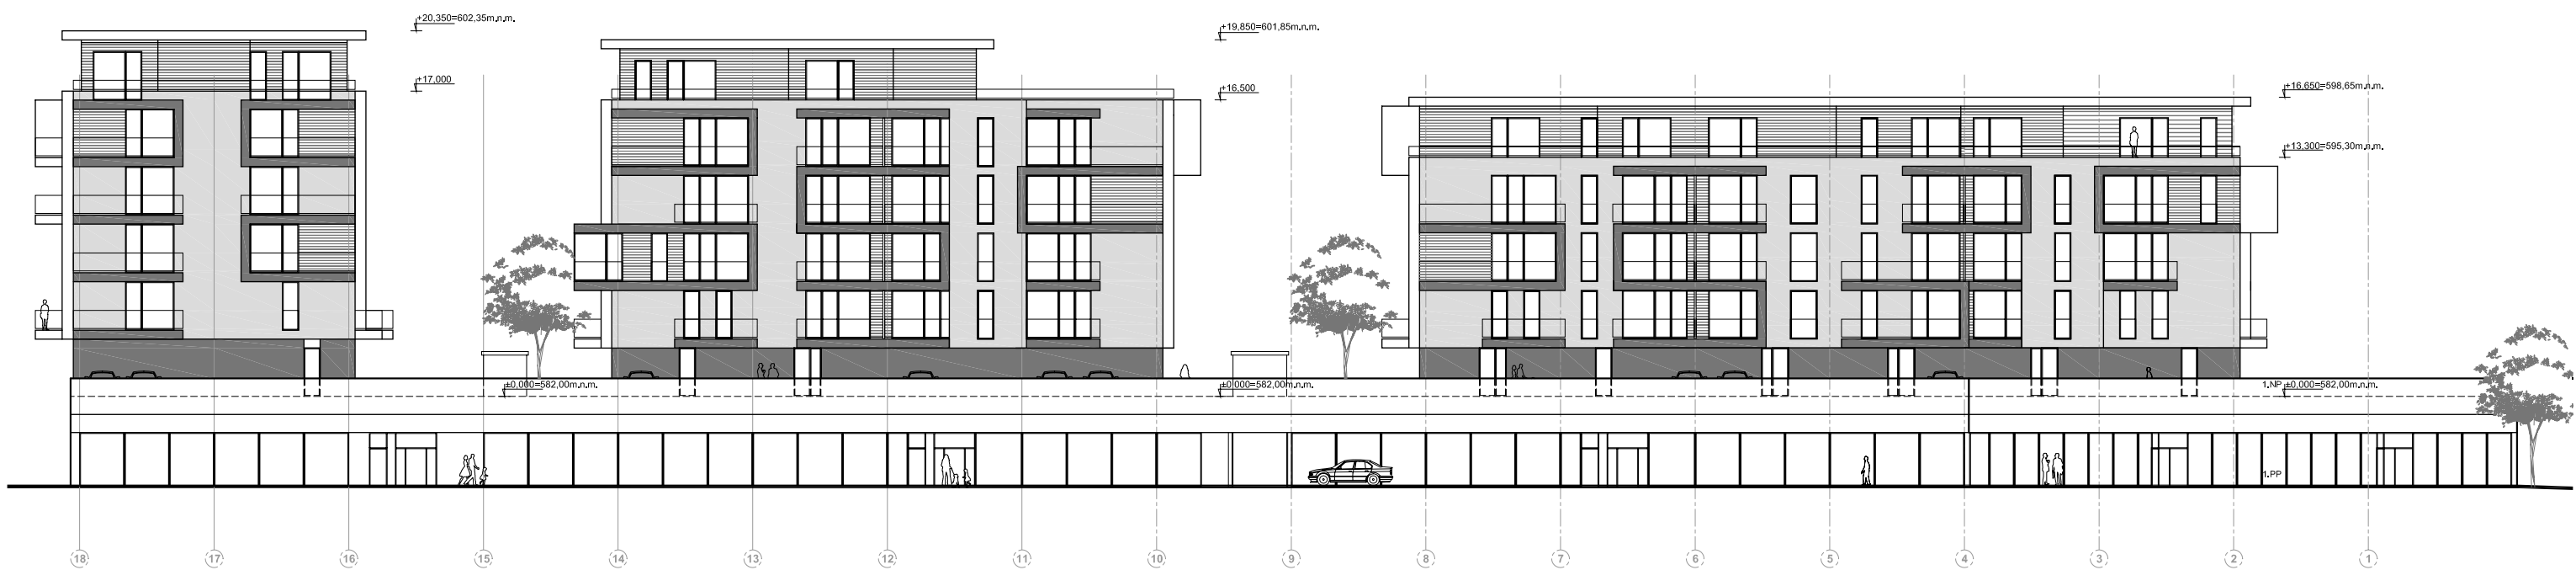 +20,350=602,35m.n.m.
+19,850=601,85m.n.m.
+17,000
+16,500
+16,650=598,65m.n.m.
+13,300=595,30m.n.m.
±0,000=582,00m.n.m.
±0,000=582,00m.n.m.
1.NP ±0,000=582,00m.n.m.
1.PP
18 17 16 15 14 13 12 11 10 9 8 7 6 5 4 3 2 1